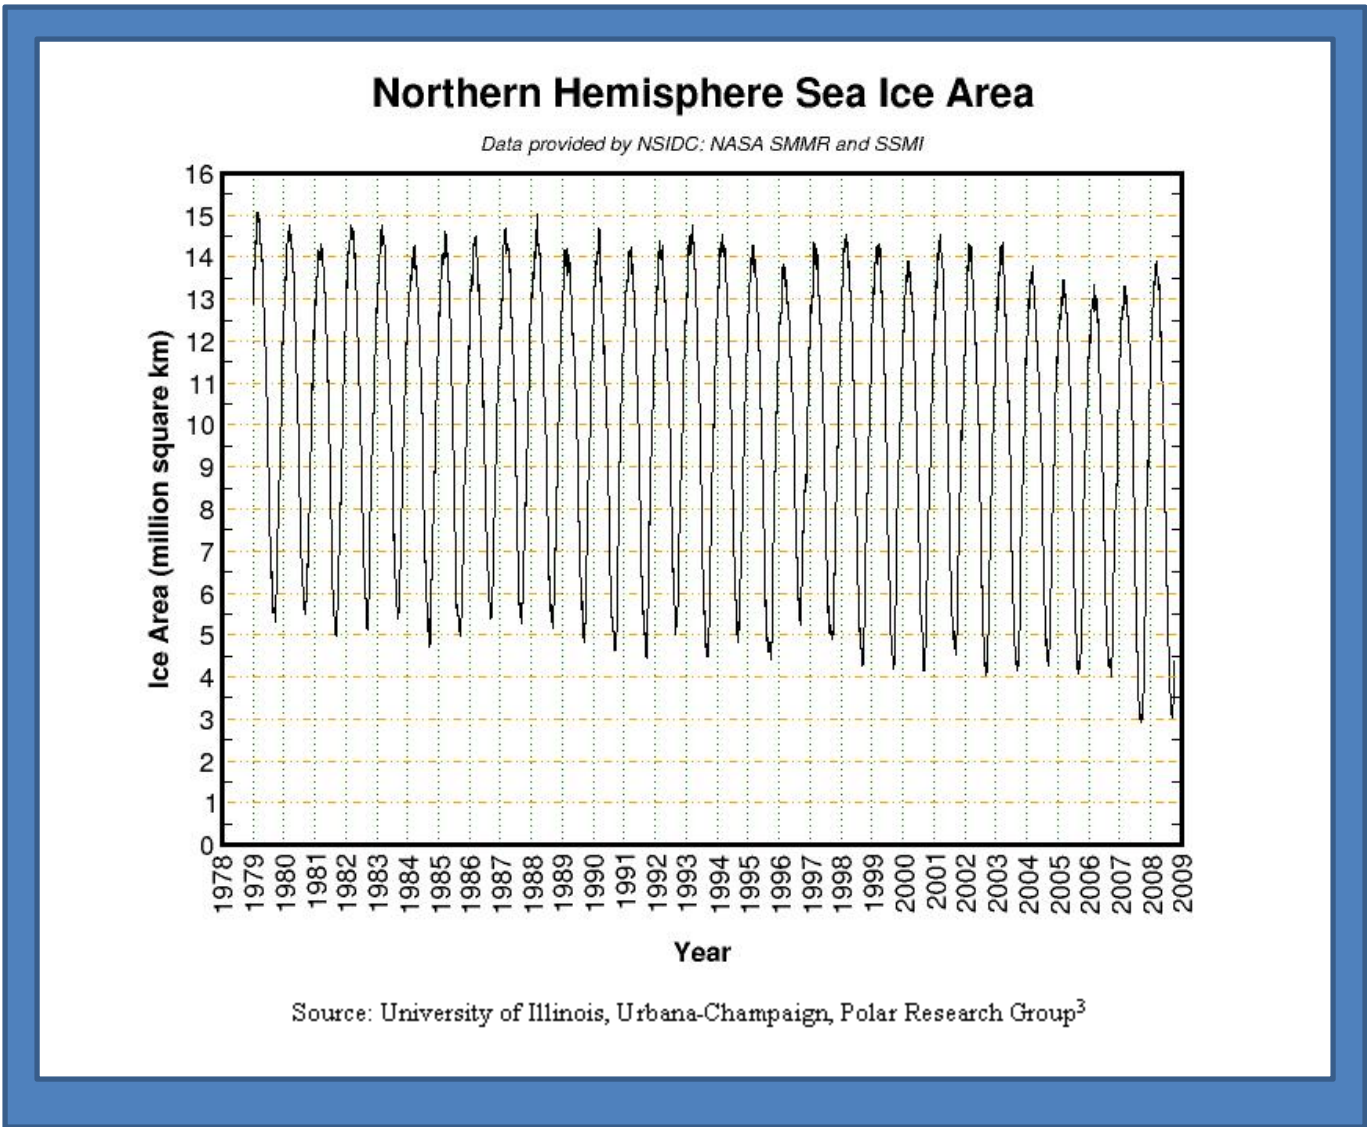 Northern Hemisphere Sea Ice Area
Data provided by NSIDC: NASA SMMR and SSMI
16
15
14
13
12
11
10
9
8
7
6
5
4
3
2
1
0
Ice Area (million square km)
1978 1979 1980 1981 1982 1983 1984 1985 1986 1987 1988 1989 1990 1991 1992 1993 1994 1995 1996 1997 1998 1999 2000 2001 2002 2003 2004 2005 2006 2007 2008 2009
Year
Source: University of Illinois, Urbana-Champaign, Polar Research Group³